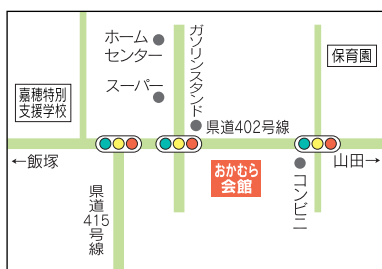 ホーム
センター
スーパー
ガソリンスタンド
保育園
嘉穂特別
支援学校
県道402号線
←飯塚
山田→
おかむら
会館
コンビニ
県道
415
号線